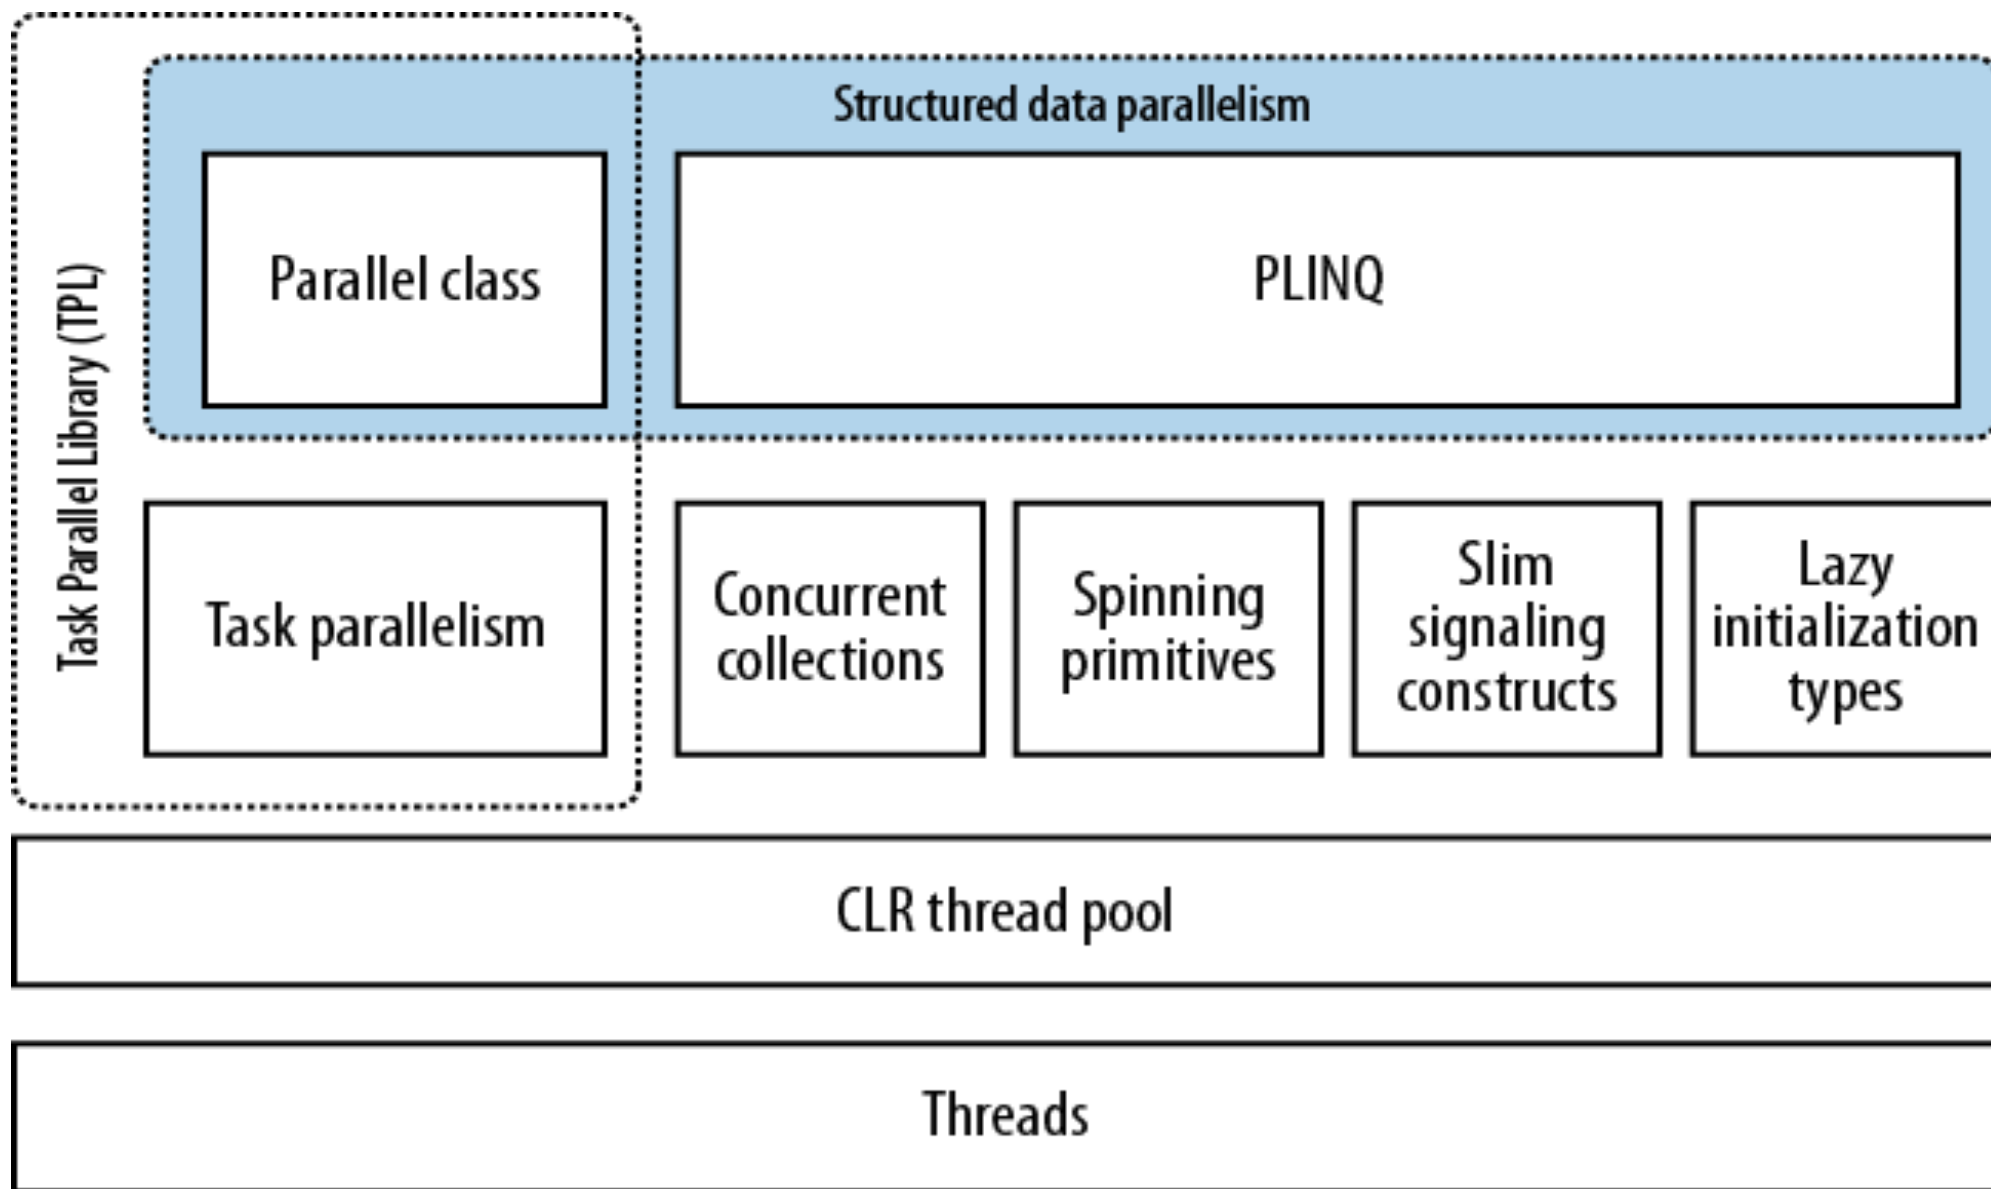 Structured data parallelism
Task Parallel Library (TPL)
Parallel class
PLINQ
Task parallelism
Concurrent
collections
Spinning
primitives
Slim
signaling
constructs
Lazy
initialization
types
CLR thread pool
Threads